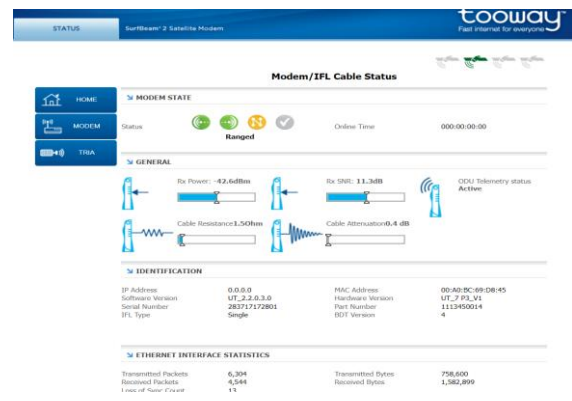 STATUS
SurfBeam® 2 Satellite Modem
tooway
Fast internet for everyone
Modem/IFL Cable Status
HOME
MODEM
TRIA
MODEM STATE
Status
Ranged
Online Time 000:00:00:00
GENERAL
Rx Power: -42.6dBm
Rx SNR: 11.3dB
ODU Telemetry status
Active
Cable Resistance1.5Ohm
Cable Attenuation0.4 dB
IDENTIFICATION
IP Address 0.0.0.0 MAC Address 00:A0:BC:69:D8:45
Software Version UT_2.2.0.3.0 Hardware Version UT_7 P3_V1
Serial Number 283717172801 Part Number 1113450014
IFL Type Single BDT Version 4
ETHERNET INTERFACE STATISTICS
Transmitted Packets 6,304 Transmitted Bytes 758,600
Received Packets 4,544 Received Bytes 1,582,899
Loss of Sync Count 13